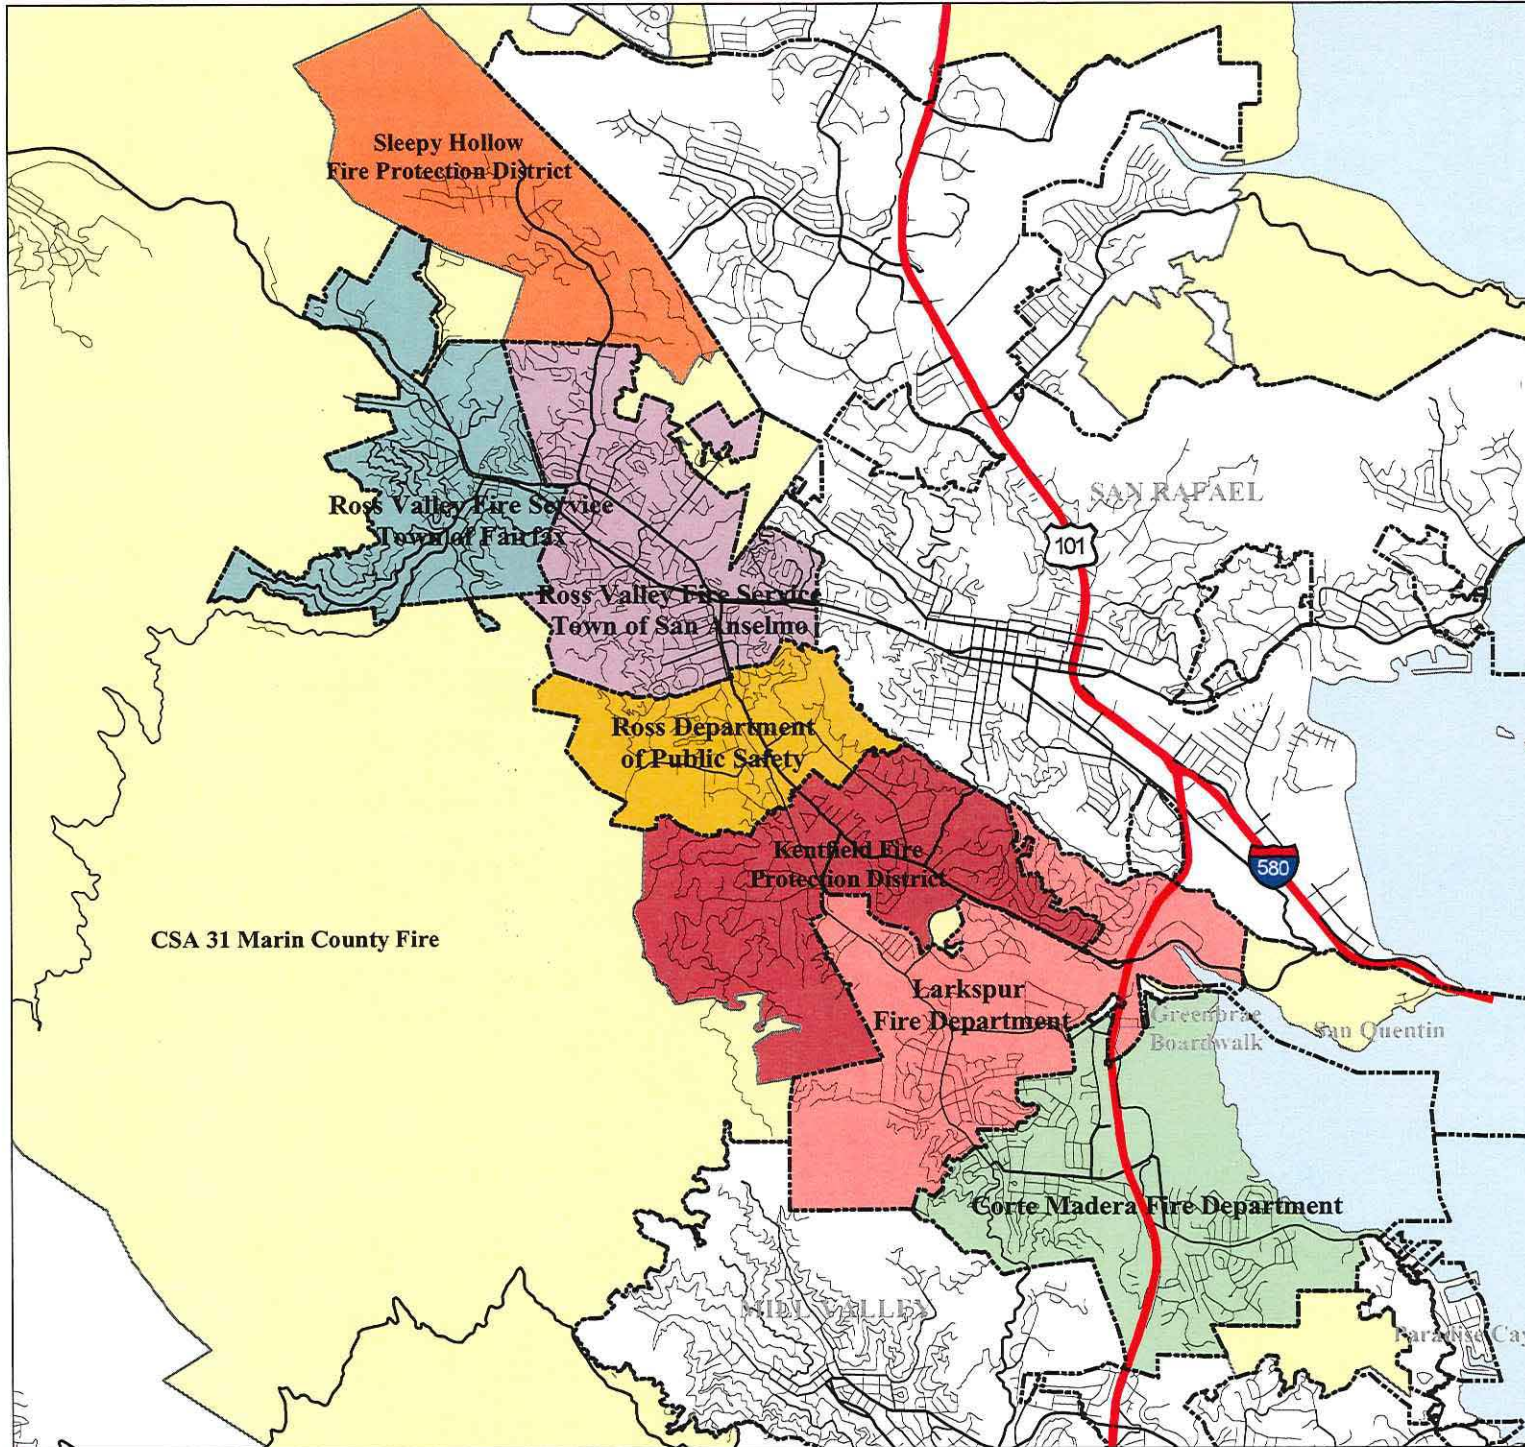 Sleepy Hollow
Fire Protection District
Ross Valley Fire Service
Town of Fairfax
SAN RAFAEL
101
Ross Valley Fire Service
Town of San Anselmo
Ross Department
of Public Safety
Kentfield Fire
Protection District
580
CSA 31 Marin County Fire
Larkspur
Fire Department
Greenbrae
Boardwalk
San Quentin
Corte Madera Fire Department
MILL VALLEY
Paradise Cay